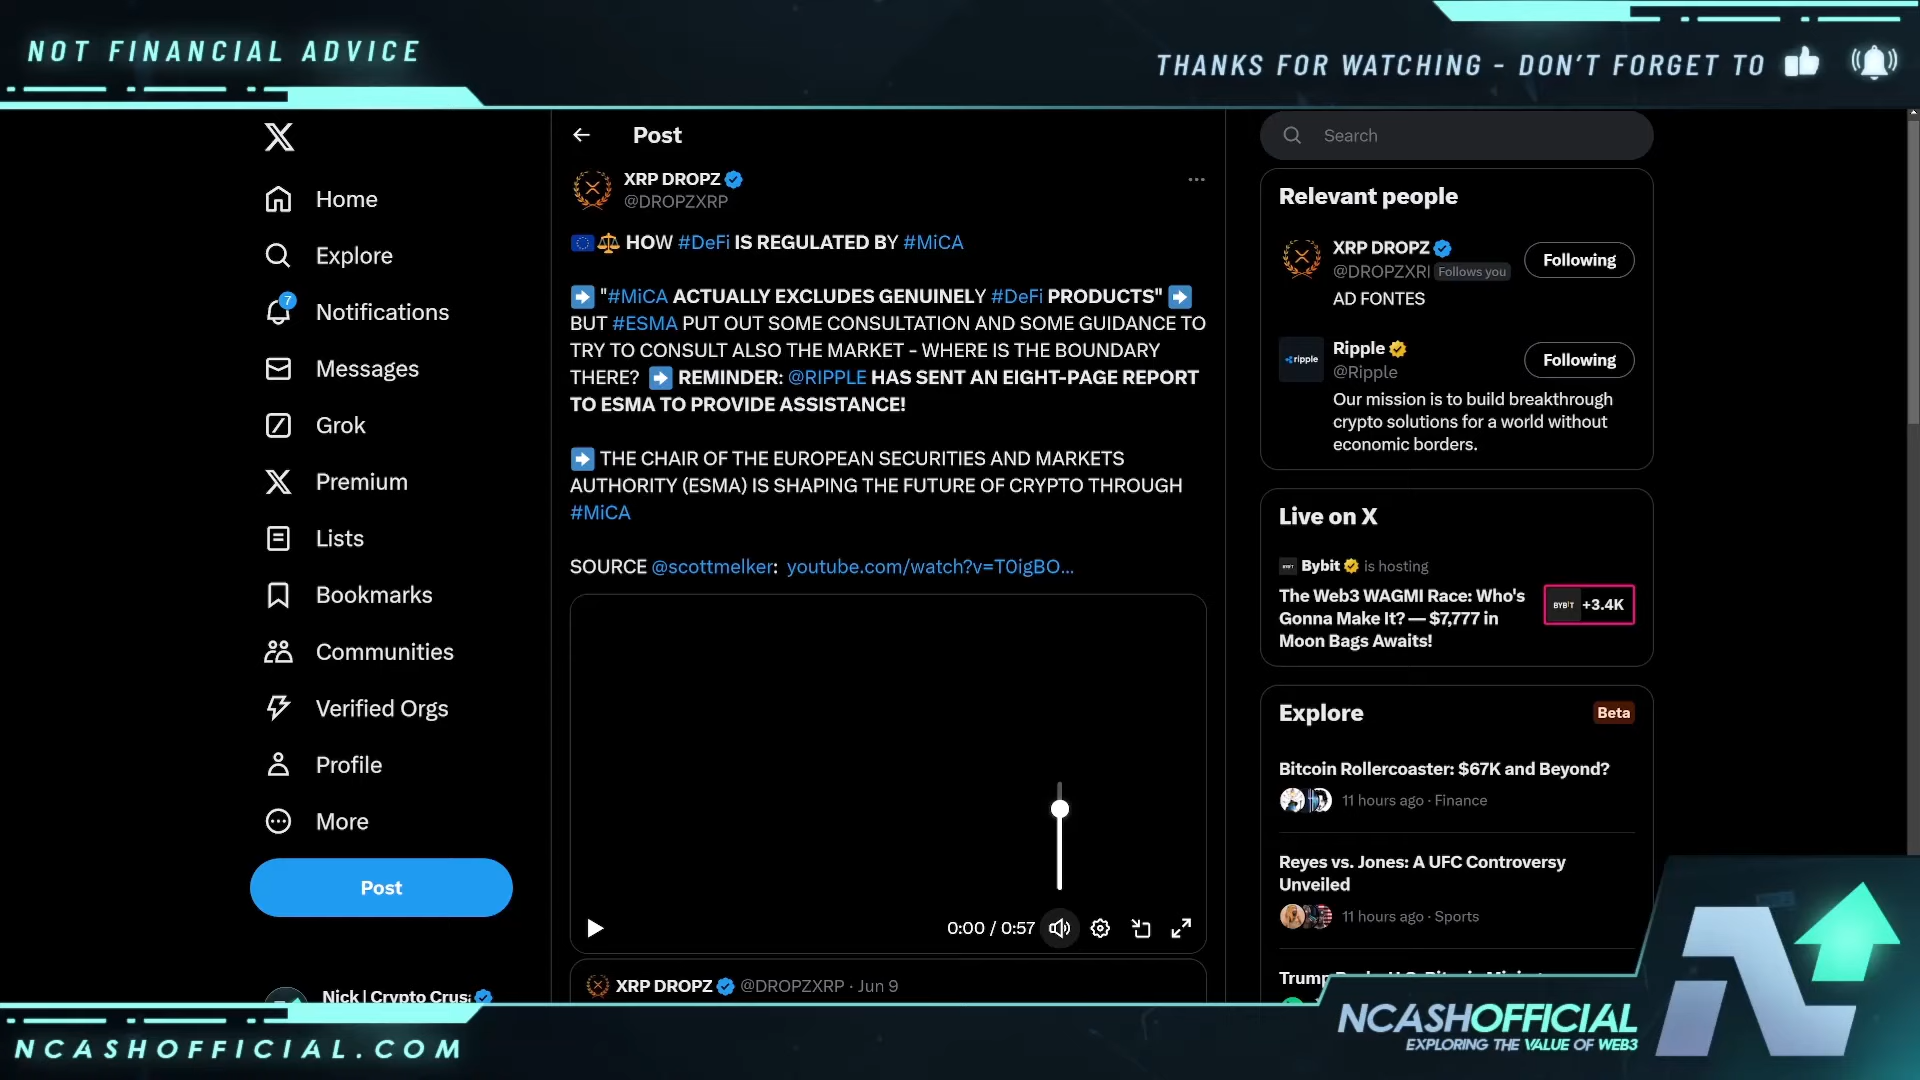 NOT FINANCIAL ADVICE
THANKS FOR WATCHING - DON'T FORGET TO
Home
Explore
7
Notifications
Messages
Grok
Premium
Lists
Bookmarks
Communities
Verified Orgs
Profile
More
Post
Nick | Crypto Crus
Post
XRP DROPZ
@DROPZXRP
HOW #DeFi IS REGULATED BY #MiCA
"#MiCA ACTUALLY EXCLUDES GENUINELY #DeFi PRODUCTS"
BUT #ESMA PUT OUT SOME CONSULTATION AND SOME GUIDANCE TO
TRY TO CONSULT ALSO THE MARKET - WHERE IS THE BOUNDARY
THERE? REMINDER: @RIPPLE HAS SENT AN EIGHT-PAGE REPORT
TO ESMA TO PROVIDE ASSISTANCE!
THE CHAIR OF THE EUROPEAN SECURITIES AND MARKETS
AUTHORITY (ESMA) IS SHAPING THE FUTURE OF CRYPTO THROUGH
#MiCA
SOURCE @scottmelker: youtube.com/watch?v=T0igBO...
0:00 / 0:57
XRP DROPZ @DROPZXRP · Jun 9
Search
Relevant people
XRP DROPZ
@DROPZXRI Follows you
Following
AD FONTES
ripple
Ripple
@Ripple
Following
Our mission is to build breakthrough
crypto solutions for a world without
economic borders.
Live on X
Bybit is hosting
The Web3 WAGMI Race: Who's
Gonna Make It? — $7,777 in
Moon Bags Awaits!
BYBIT +3.4K
Explore
Beta
Bitcoin Rollercoaster: $67K and Beyond?
11 hours ago · Finance
Reyes vs. Jones: A UFC Controversy
Unveiled
11 hours ago · Sports
NCASHOFFICIAL.COM
NCASHOFFICIAL
EXPLORING THE VALUE OF WEB3